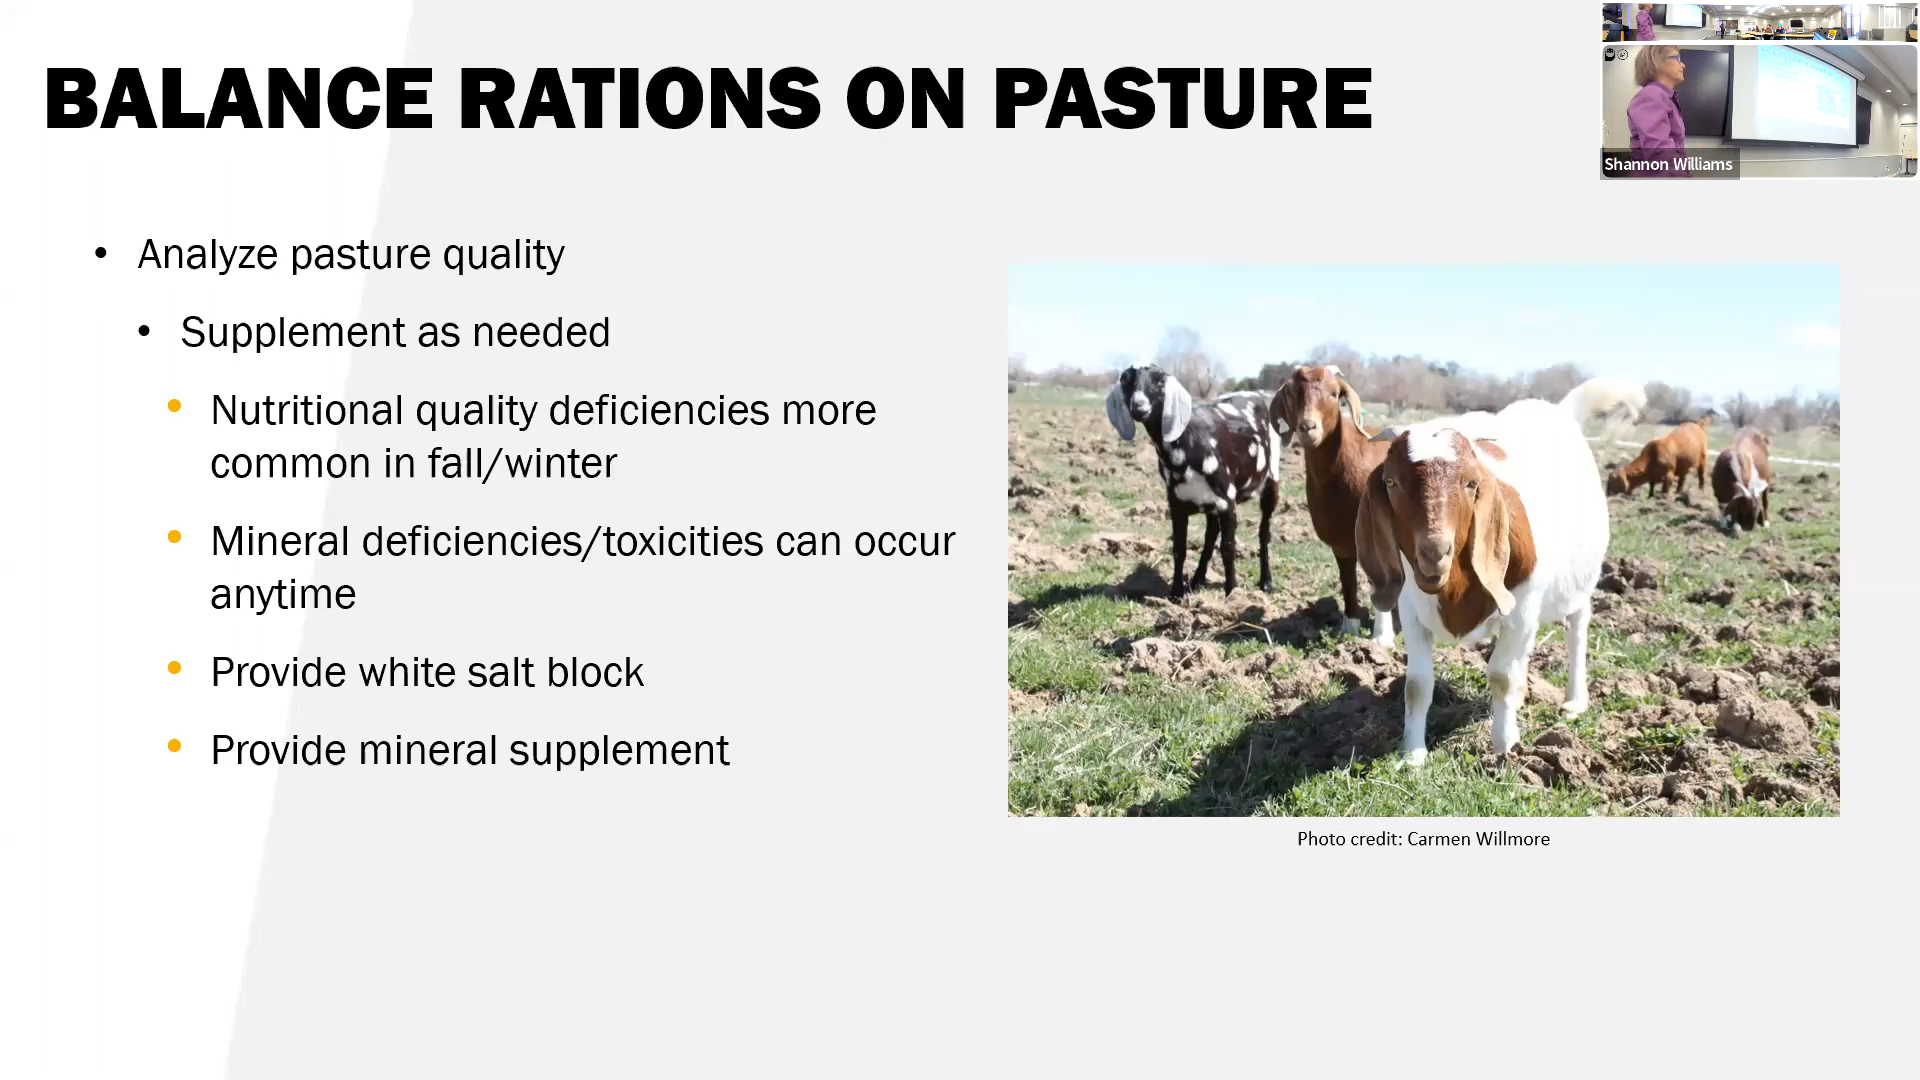 BALANCE RATIONS ON PASTURE
Shannon Williams
• Analyze pasture quality
• Supplement as needed
• Nutritional quality deficiencies more
common in fall/winter
• Mineral deficiencies/toxicities can occur
anytime
• Provide white salt block
• Provide mineral supplement
Photo credit: Carmen Willmore